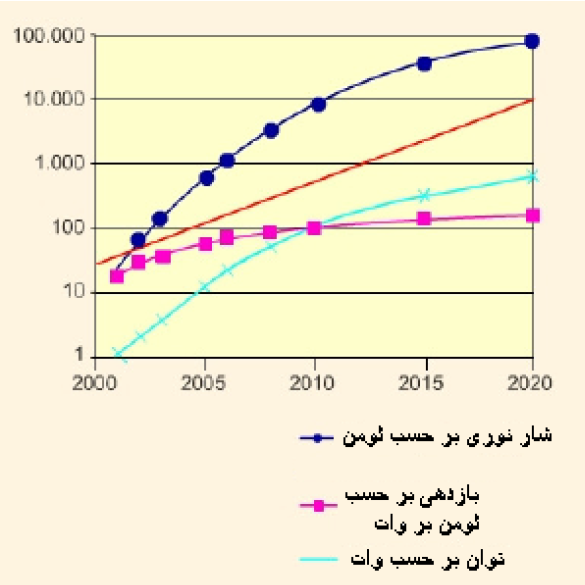 100.000
10.000
1.000
100
10
1
2000 2005 2010 2015 2020
شار نوری بر حسب لومن
بازدهی بر حسب
لومن بر وات
توان بر حسب وات